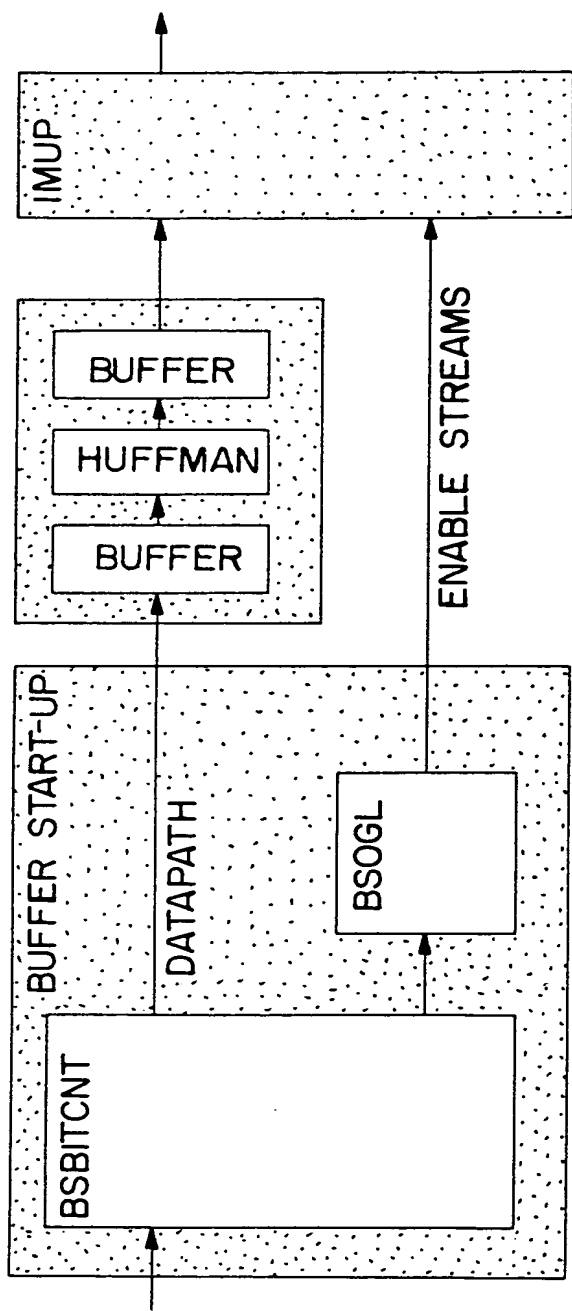 BUFFER START-UP
BSBITCNT
DATAPATH
BSOGL
BUFFER
HUFFMAN
BUFFER
ENABLE STREAMS
IMUP